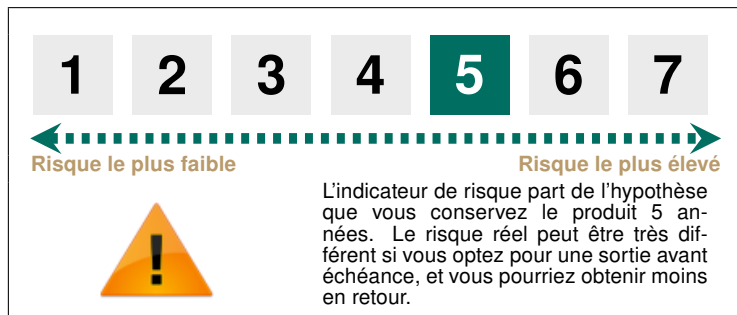 1 2 3 4 5 6 7
Risque le plus faible Risque le plus élevé
L'indicateur de risque part de l'hypothèse
que vous conservez le produit 5 an-
nées. Le risque réel peut être très dif-
férent si vous optez pour une sortie avant
échéance, et vous pourriez obtenir moins
en retour.